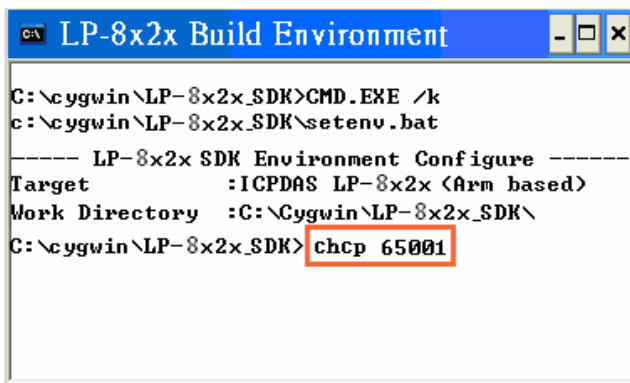 LP-8x2x Build Environment
C:\cygwin\LP-8x2x_SDK>CMD.EXE /k
c:\cygwin\LP-8x2x_SDK\setenv.bat
----- LP-8x2x SDK Environment Configure ------
Target :ICPDAS LP-8x2x (Arm based)
Work Directory :C:\Cygwin\LP-8x2x_SDK\
C:\cygwin\LP-8x2x_SDK> chcp 65001